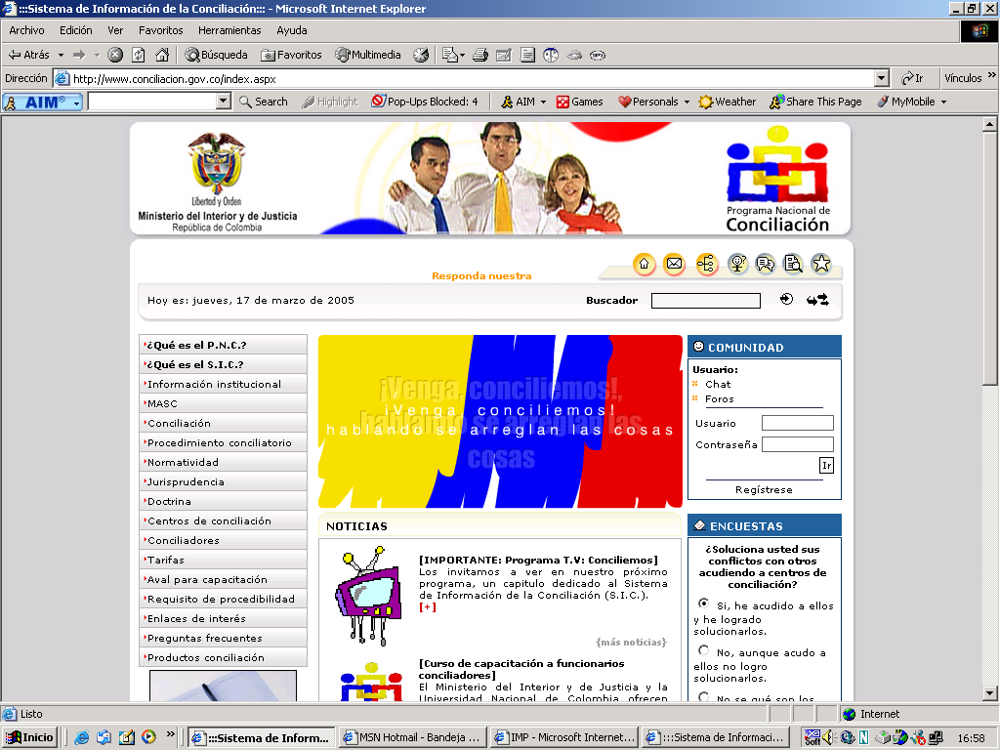 :::Sistema de Información de la Conciliación::: - Microsoft Internet Explorer
Archivo Edición Ver Favoritos Herramientas Ayuda
Atrás Búsqueda Favoritos Multimedia
Dirección http://www.conciliacion.gov.co/index.aspx Ir Vínculos »
AIM® Search Highlight Pop-Ups Blocked: 4 AIM Games Personals Weather Share This Page MyMobile
Libertad y Orden
Ministerio del Interior y de Justicia
República de Colombia
Programa Nacional de
Conciliación
Responda nuestra
Hoy es: jueves, 17 de marzo de 2005
Buscador
¿Qué es el P.N.C.?
¿Qué es el S.I.C.?
Información institucional
MASC
Conciliación
Procedimiento conciliatorio
Normatividad
Jurisprudencia
Doctrina
Centros de conciliación
Conciliadores
Tarifas
Aval para capacitación
Requisito de procedibilidad
Enlaces de interés
Preguntas frecuentes
Productos conciliación
¡Venga, conciliemos!,
hablando se arreglan las
cosas
¡Venga, conciliemos!
hablando se arreglan las cosas
NOTICIAS
[IMPORTANTE: Programa T.V: Conciliemos]
Los invitamos a ver en nuestro próximo
programa, un capitulo dedicado al Sistema
de Información de la Conciliación (S.I.C.).
[+]
{más noticias}
[Curso de capacitación a funcionarios
conciliadores]
El Ministerio del Interior y de Justicia y la
Universidad Nacional de Colombia ofrecen
COMUNIDAD
Usuario:
Chat
Foros
Usuario
Contraseña
Ir
Regístrese
ENCUESTAS
¿Soluciona usted sus
conflictos con otros
acudiendo a centros de
conciliación?
Si, he acudido a ellos
y he logrado
solucionarlos.
No, aunque acudo a
ellos no logro
solucionarlos.
No se qué son los
Listo Internet
Inicio » :::Sistema de Inform... MSN Hotmail - Bandeja ... IMP - Microsoft Internet... :::Sistema de Informaci... 16:58